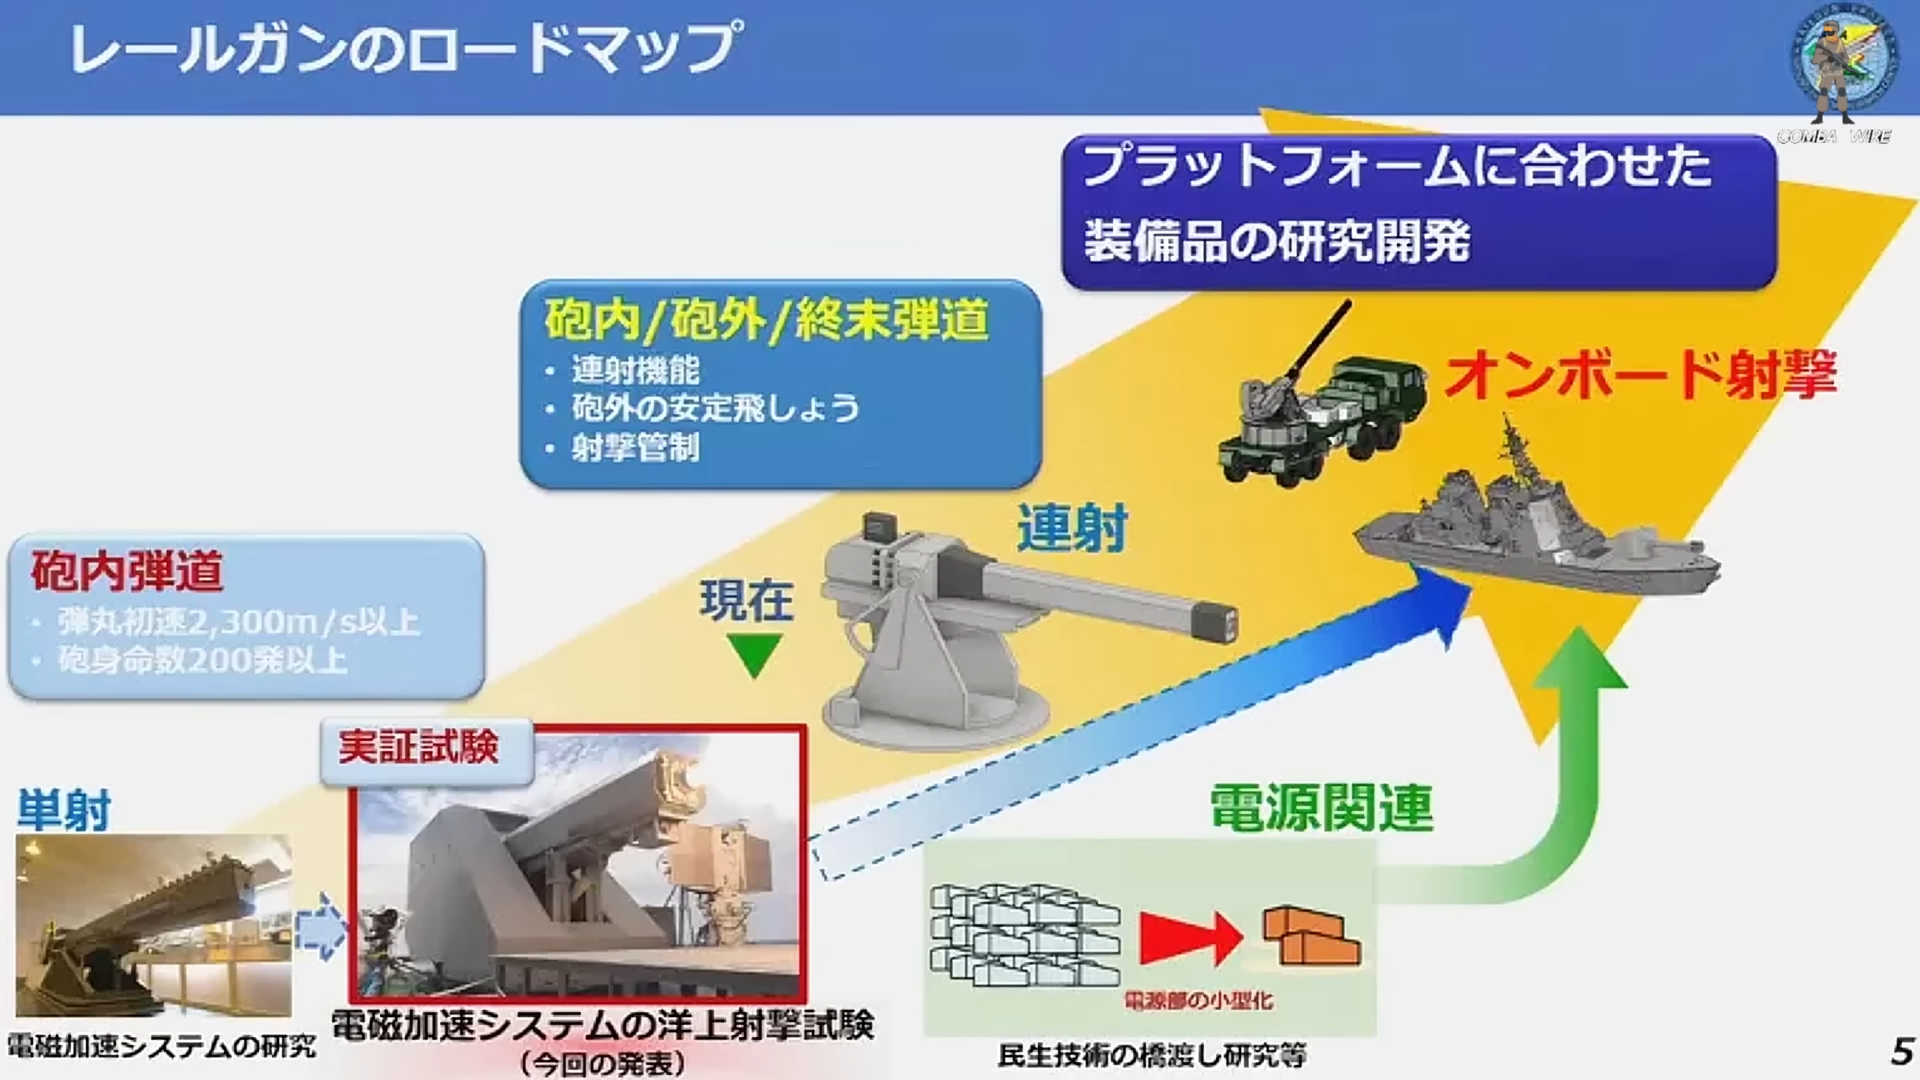 レールガンのロードマップ
プラットフォームに合わせた
装備品の研究開発
砲内/砲外/終末弾道
・ 連射機能
・ 砲外の安定飛しょう
・ 射撃管制
オンボード射撃
連射
現在
砲内弾道
・ 弾丸初速2,300m/s以上
・ 砲身命数200発以上
実証試験
単射
電源関連
電源部の小型化
電磁加速システムの研究
電磁加速システムの洋上射撃試験
（今回の発表）
民生技術の橋渡し研究等
5